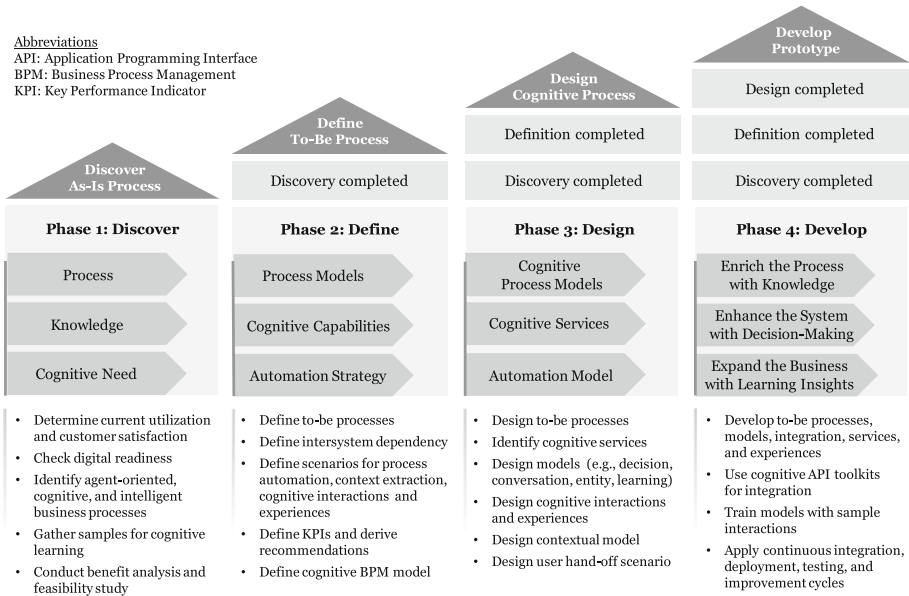 Abbreviations
API: Application Programming Interface
BPM: Business Process Management
KPI: Key Performance Indicator
Discover
As-Is Process
Phase 1: Discover
Process
Knowledge
Cognitive Need
• Determine current utilization
and customer satisfaction
• Check digital readiness
• Identify agent-oriented,
cognitive, and intelligent
business processes
• Gather samples for cognitive
learning
• Conduct benefit analysis and
feasibility study
Define
To-Be Process
Discovery completed
Phase 2: Define
Process Models
Cognitive Capabilities
Automation Strategy
• Define to-be processes
• Define intersystem dependency
• Define scenarios for process
automation, context extraction,
cognitive interactions and
experiences
• Define KPIs and derive
recommendations
• Define cognitive BPM model
Design
Cognitive Process
Definition completed
Discovery completed
Phase 3: Design
Cognitive
Process Models
Cognitive Services
Automation Model
• Design to-be processes
• Identify cognitive services
• Design models (e.g., decision,
conversation, entity, learning)
• Design cognitive interactions
and experiences
• Design contextual model
• Design user hand-off scenario
Develop
Prototype
Design completed
Definition completed
Discovery completed
Phase 4: Develop
Enrich the Process
with Knowledge
Enhance the System
with Decision-Making
Expand the Business
with Learning Insights
• Develop to-be processes,
models, integration, services,
and experiences
• Use cognitive API toolkits
for integration
• Train models with sample
interactions
• Apply continuous integration,
deployment, testing, and
improvement cycles